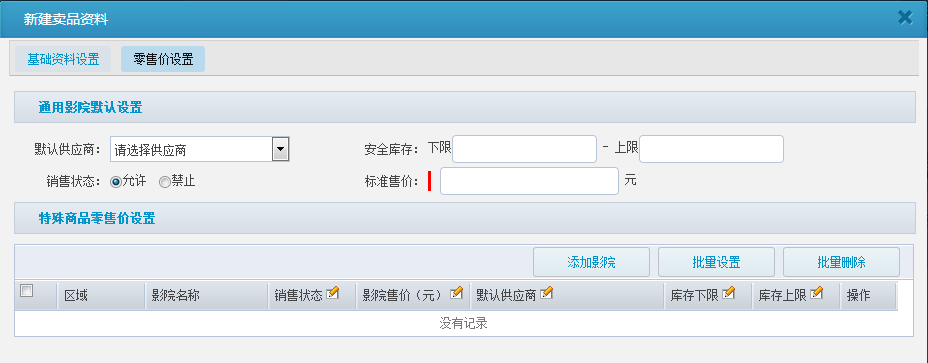 新建卖品资料
基础资料设置 零售价设置
通用影院默认设置
默认供应商: 请选择供应商 安全库存: 下限 - 上限
销售状态: 允许 禁止 标准售价: 元
特殊商品零售价设置
添加影院 批量设置 批量删除
区域 影院名称 销售状态 影院售价（元） 默认供应商 库存下限 库存上限 操作
没有记录